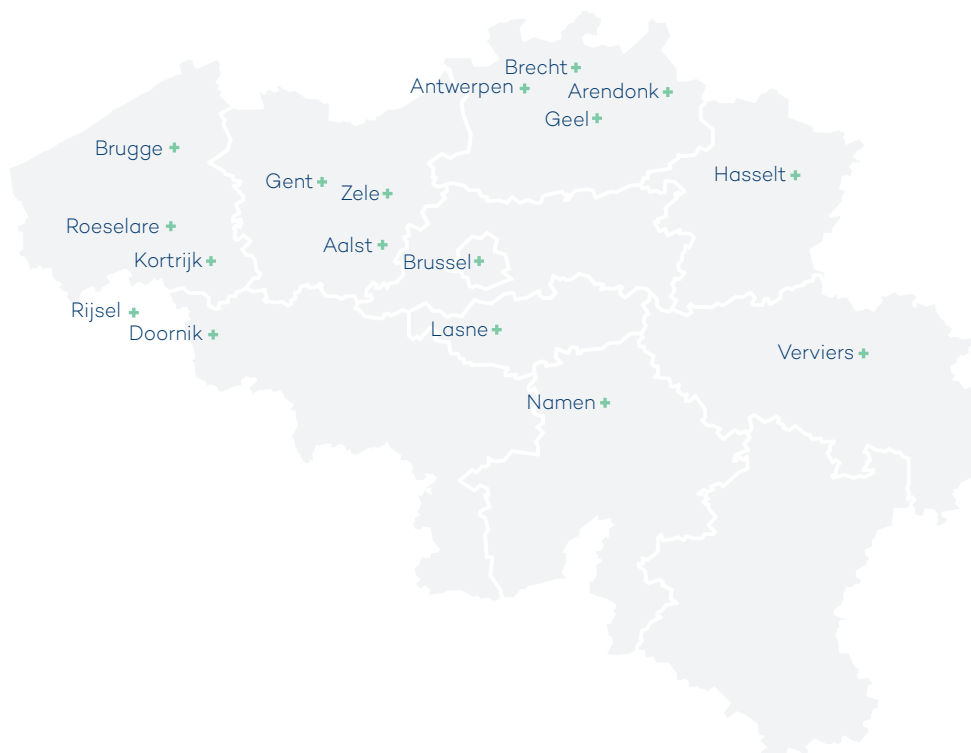 Brecht
Antwerpen
Arendonk
Geel
Brugge
Hasselt
Gent
Zele
Roeselare
Aalst
Kortrijk
Brussel
Rijsel
Doornik
Lasne
Verviers
Namen